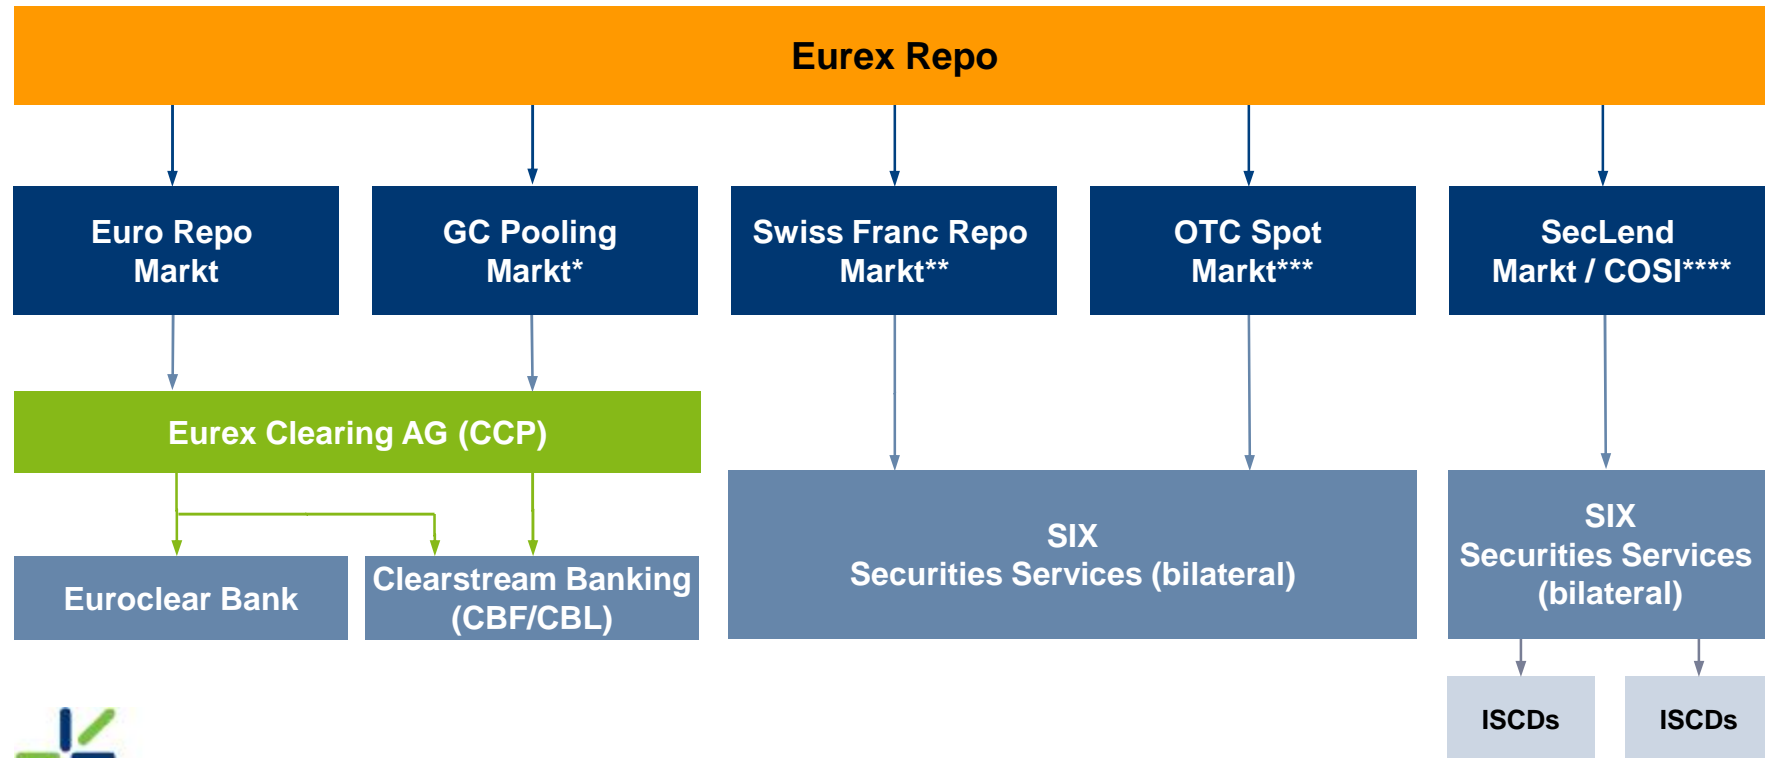 Eurex Repo
Euro Repo
Markt
GC Pooling
Markt*
Swiss Franc Repo
Markt**
OTC Spot
Markt***
SecLend
Markt / COSI****
Eurex Clearing AG (CCP)
Euroclear Bank
Clearstream Banking
(CBF/CBL)
SIX
Securities Services (bilateral)
SIX
Securities Services
(bilateral)
ISCDs
ISCDs